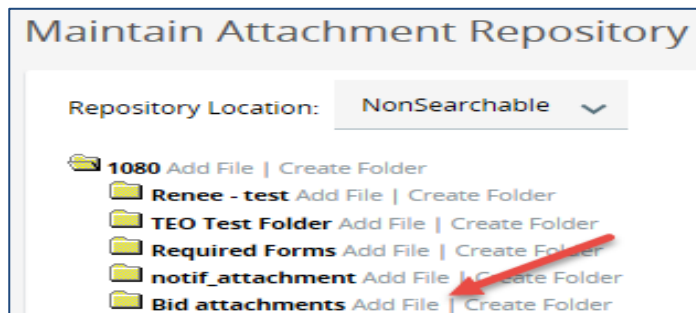 Maintain Attachment Repository
Repository Location: NonSearchable
1080 Add File | Create Folder
Renee - test Add File | Create Folder
TEO Test Folder Add File | Create Folder
Required Forms Add File | Create Folder
notif_attachment Add File | Create Folder
Bid attachments Add File | Create Folder